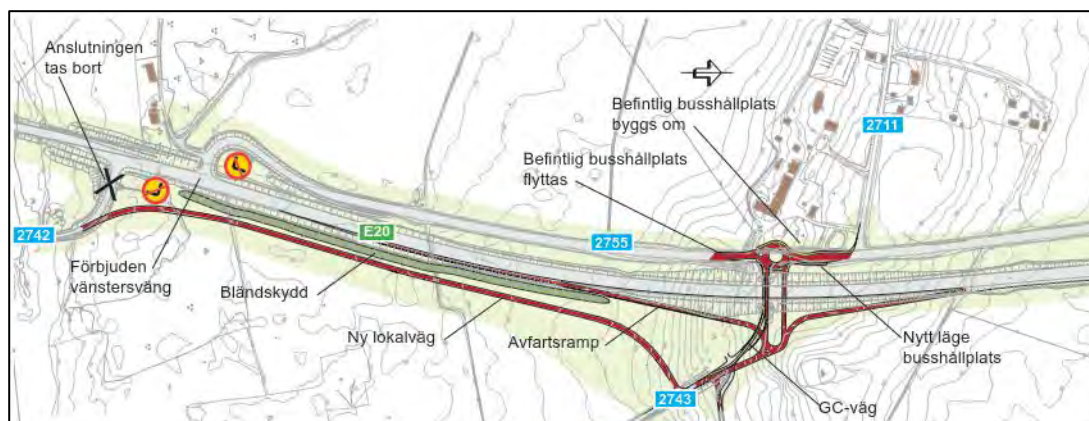 Anslutningen
tas bort
2742
Förbjuden
vänstersväng
Bländskydd
E20
Ny lokalväg
Avfartsramp
2755
2743
Befintlig busshållplats
flyttas
Befintlig busshållplats
byggs om
2711
Nytt läge
busshållplats
GC-väg